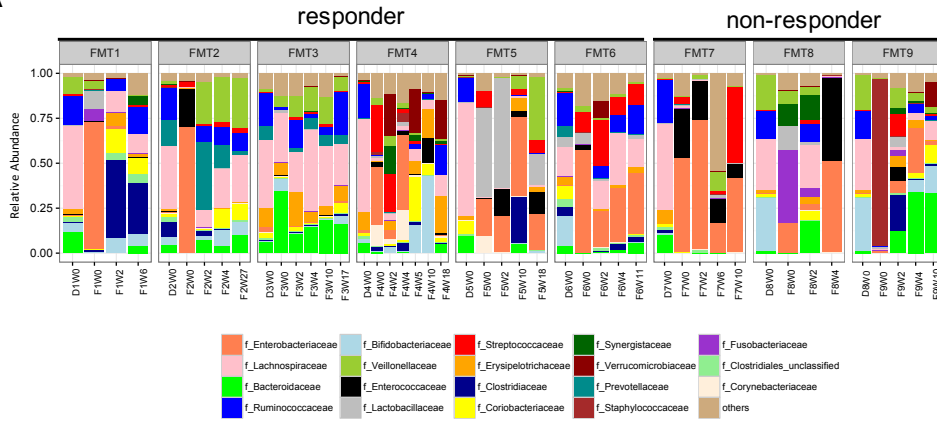 responder
non-responder
FMT1 FMT2 FMT3 FMT4 FMT5 FMT6 FMT7 FMT8 FMT9
Relative Abundance
1.00
0.75
0.50
0.25
0.00
D1W0 F1W0 F1W2 F1W6 D2W0 F2W0 F2W2 F2W4 F2W27 D3W0 F3W0 F3W2 F3W4 F3W10 F3W17 D4W0 F4W0 F4W2 F4W4 F4W5 F4W10 F4W18 D5W0 F5W0 F5W2 F5W10 F5W18 D6W0 F6W0 F6W2 F6W4 F6W11 D7W0 F7W0 F7W2 F7W6 F7W10 D8W0 F8W0 F8W2 F8W4 D8W0 F9W0 F9W2 F9W4
f_Enterobacteriaceae f_Bifidobacteriaceae f_Streptococcaceae f_Synergistaceae f_Fusobacteriaceae
f_Lachnospiraceae f_Veillonellaceae f_Erysipelotrichaceae f_Verrucomicrobiaceae f_Clostridiales_unclassified
f_Bacteroidaceae f_Enterococcaceae f_Clostridiaceae f_Prevotellaceae f_Corynebacteriaceae
f_Ruminococcaceae f_Lactobacillaceae f_Coriobacteriaceae f_Staphylococcaceae others